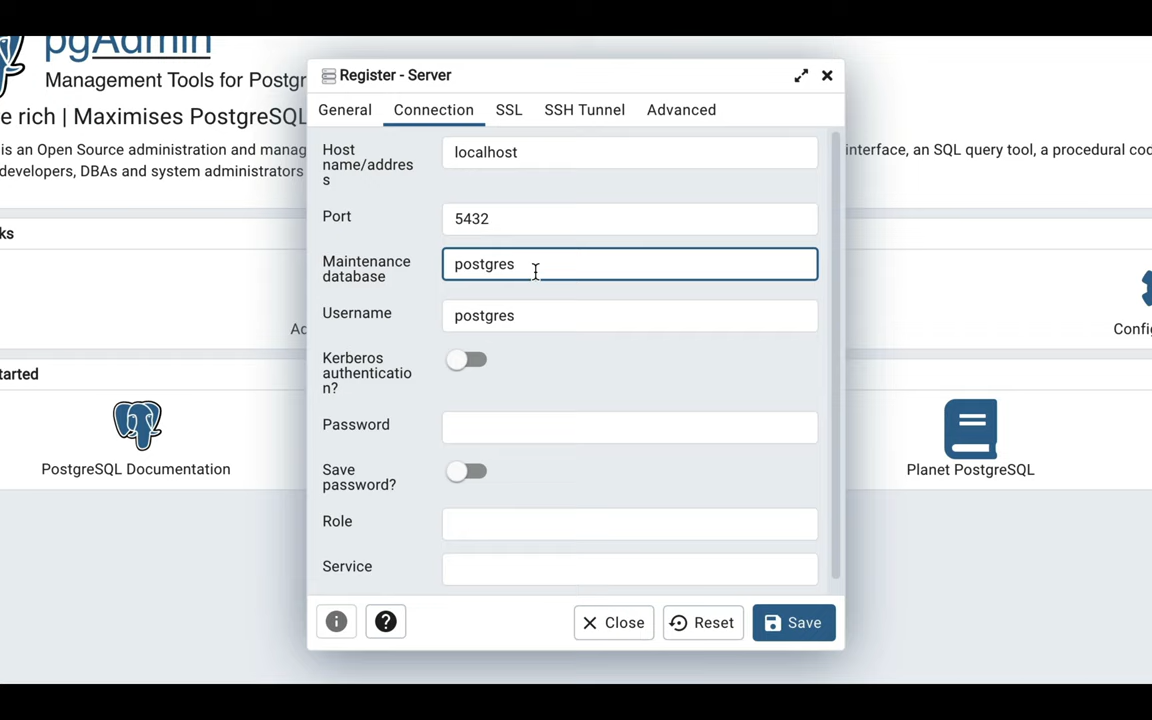 pgAdmin
Management Tools for Postgr
e rich | Maximises PostgreSQL
is an Open Source administration and manag
interface, an SQL query tool, a procedural cod
developers, DBAs and system administrators
ks
Ad
Config
tarted
PostgreSQL Documentation
Planet PostgreSQL
Register - Server
General Connection SSL SSH Tunnel Advanced
Host
name/addres
s
localhost
Port
5432
Maintenance
database
postgres
Username
postgres
Kerberos
authenticatio
n?
Password
Save
password?
Role
Service
Close Reset Save